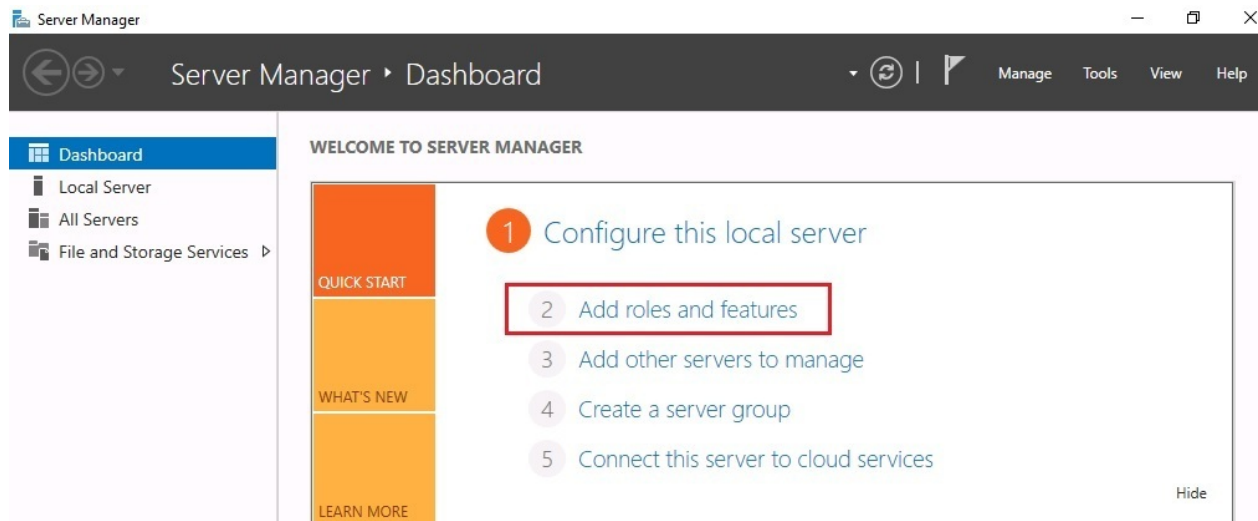 Server Manager
Server Manager ‣ Dashboard
Manage Tools View Help
Dashboard
Local Server
All Servers
File and Storage Services
WELCOME TO SERVER MANAGER
QUICK START
WHAT'S NEW
LEARN MORE
1 Configure this local server
2 Add roles and features
3 Add other servers to manage
4 Create a server group
5 Connect this server to cloud services
Hide